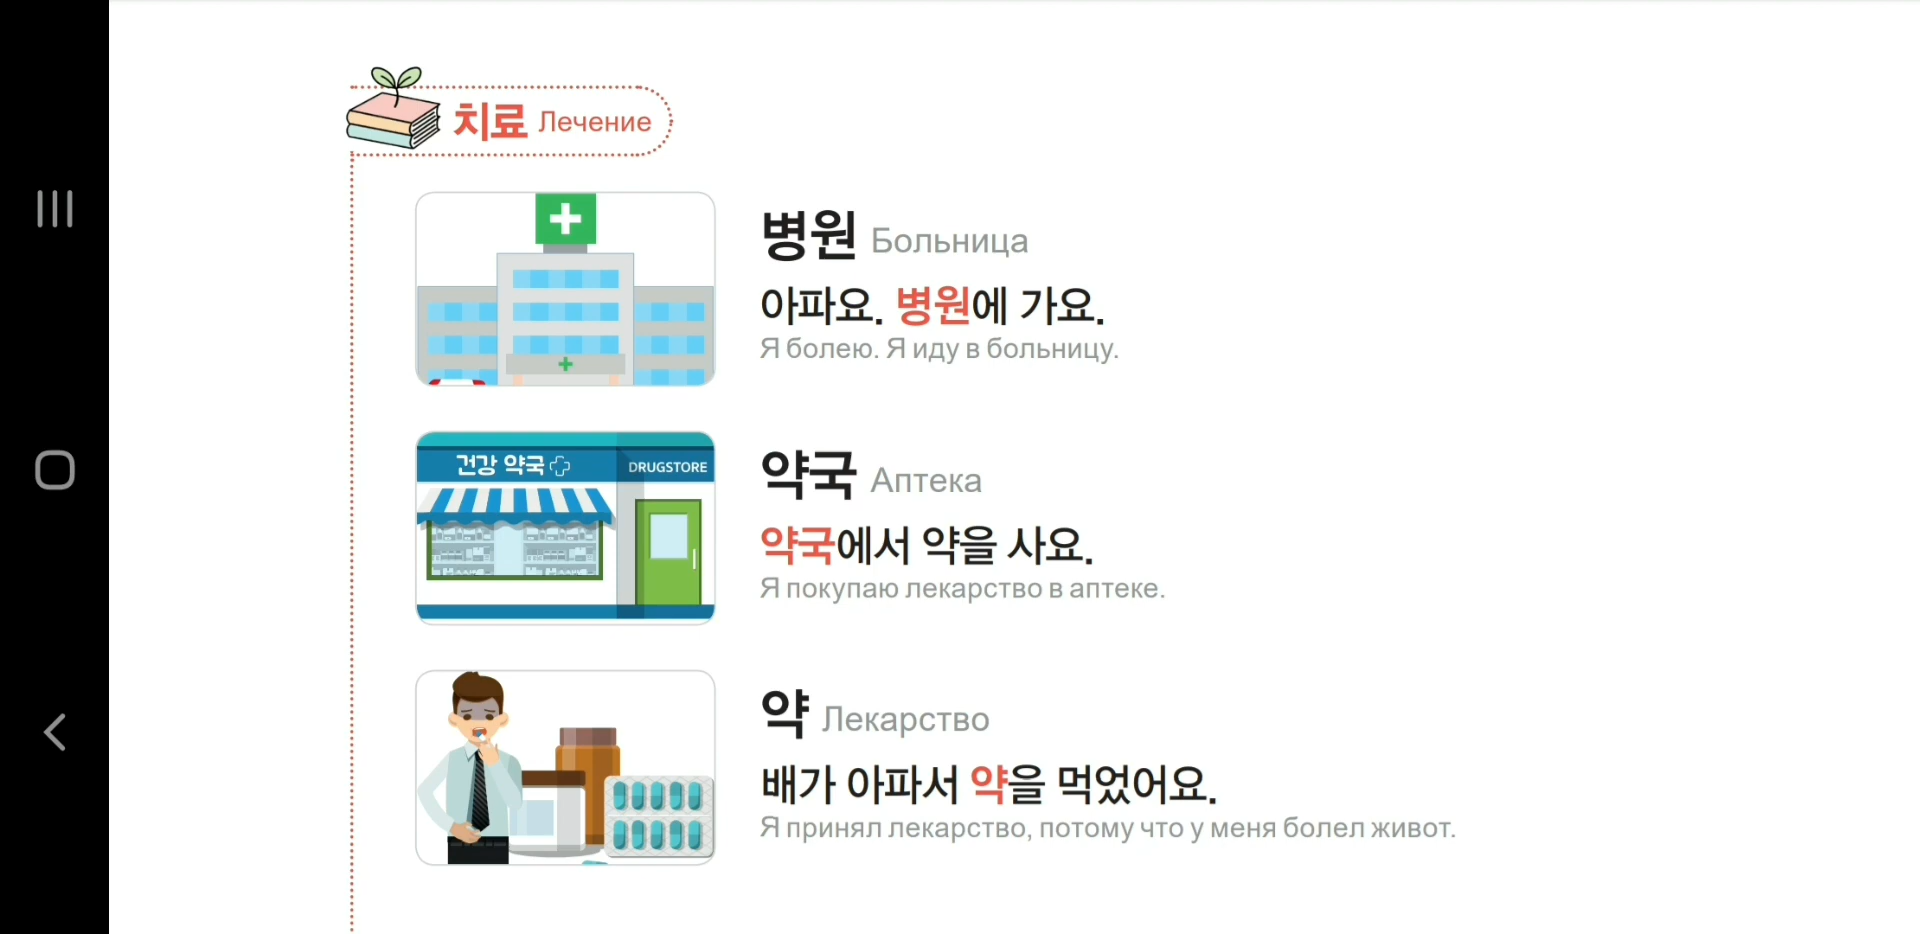 치료 Лечение
병원 Больница
아파요. 병원에 가요.
Я болею. Я иду в больницу.
건강 약국 DRUGSTORE
약국 Аптека
약국에서 약을 사요.
Я покупаю лекарство в аптеке.
약 Лекарство
배가 아파서 약을 먹었어요.
Я принял лекарство, потому что у меня болел живот.